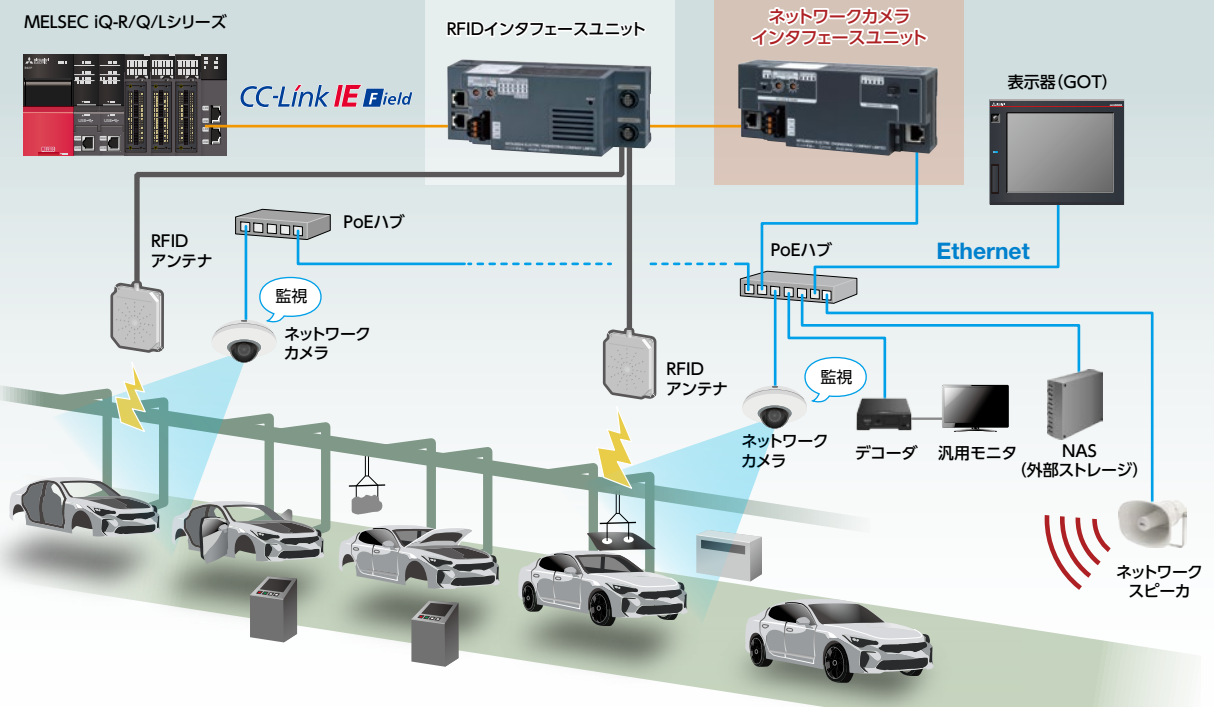 MELSEC iQ-R/Q/Lシリーズ
RFIDインタフェースユニット
ネットワークカメラ
インタフェースユニット
表示器(GOT)
CC-Link IE Field
PoEハブ
RFID
アンテナ
PoEハブ
Ethernet
監視
ネットワーク
カメラ
RFID
アンテナ
監視
ネットワーク
カメラ
デコーダ
汎用モニタ
NAS
(外部ストレージ)
ネットワーク
スピーカ